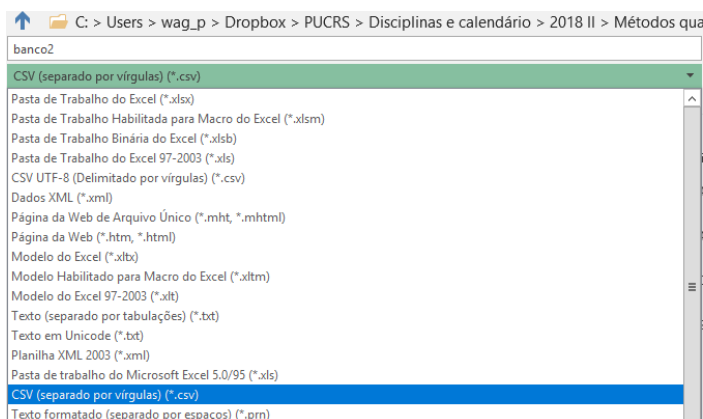 C: > Users > wag_p > Dropbox > PUCRS > Disciplinas e calendário > 2018 II > Métodos qua
banco2
CSV (separado por vírgulas) (*.csv)
Pasta de Trabalho do Excel (*.xlsx)
Pasta de Trabalho Habilitada para Macro do Excel (*.xlsm)
Pasta de Trabalho Binária do Excel (*.xlsb)
Pasta de Trabalho do Excel 97-2003 (*.xls)
CSV UTF-8 (Delimitado por vírgulas) (*.csv)
Dados XML (*.xml)
Página da Web de Arquivo Único (*.mht, *.mhtml)
Página da Web (*.htm, *.html)
Modelo do Excel (*.xltx)
Modelo Habilitado para Macro do Excel (*.xltm)
Modelo do Excel 97-2003 (*.xlt)
Texto (separado por tabulações) (*.txt)
Texto em Unicode (*.txt)
Planilha XML 2003 (*.xml)
Pasta de trabalho do Microsoft Excel 5.0/95 (*.xls)
CSV (separado por vírgulas) (*.csv)
Texto formatado (separado por espaços) (*.prn)